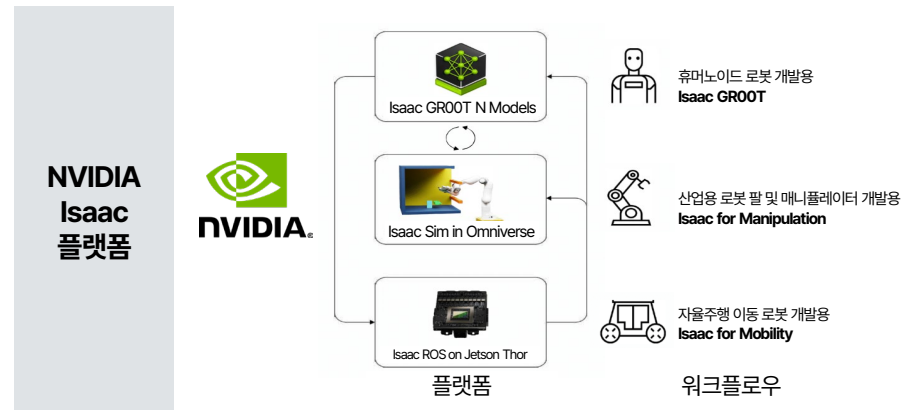 NVIDIA
Isaac
플랫폼
NVIDIA.
Isaac GR00T N Models
Isaac Sim in Omniverse
Isaac ROS on Jetson Thor
플랫폼
휴머노이드 로봇 개발용
Isaac GR00T
산업용 로봇 팔 및 매니퓰레이터 개발용
Isaac for Manipulation
자율주행 이동 로봇 개발용
Isaac for Mobility
워크플로우